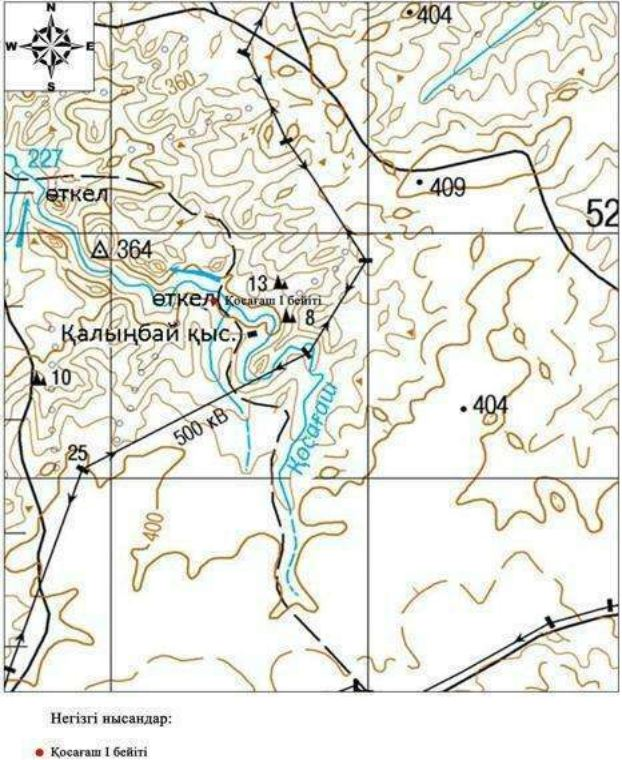 N
W E
S
404
360
227
409
өткел
52
364
13
өткел
Қосағаш I бейіті
8
Қалыңбай қыс.
10
404
500 кВ
Қосағаш
25
400
Негізгі нысандар:
Қосағаш I бейіті